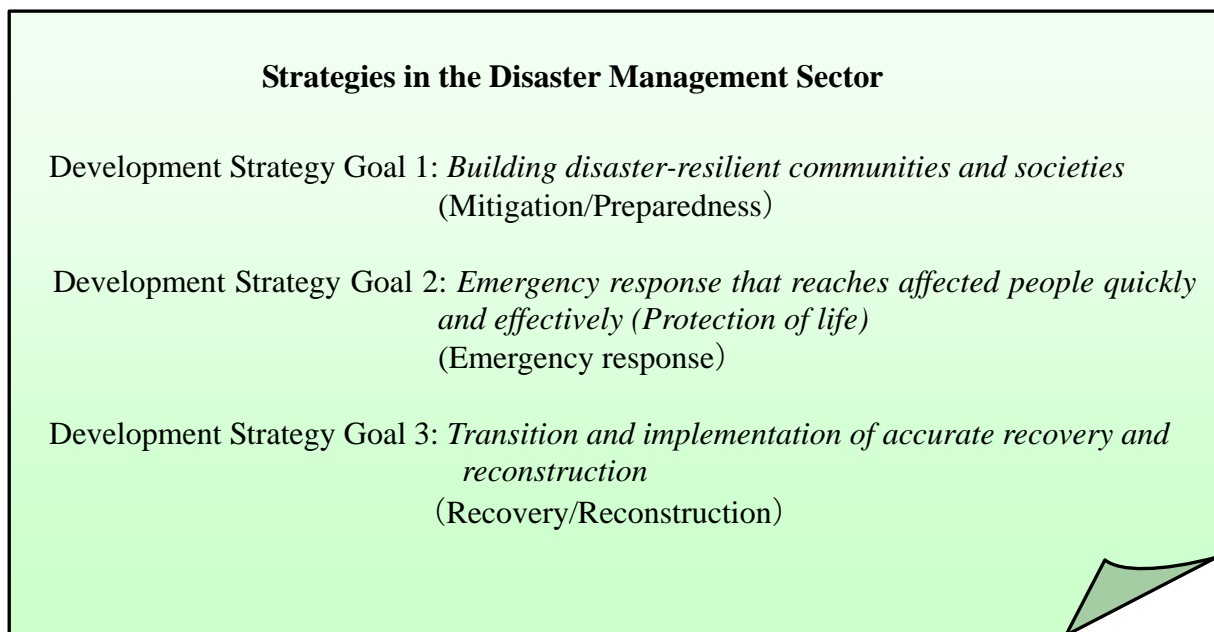 Strategies in the Disaster Management Sector
Development Strategy Goal 1: Building disaster-resilient communities and societies
(Mitigation/Preparedness）
Development Strategy Goal 2: Emergency response that reaches affected people quickly
and effectively (Protection of life)
(Emergency response）
Development Strategy Goal 3: Transition and implementation of accurate recovery and
reconstruction
（Recovery/Reconstruction）